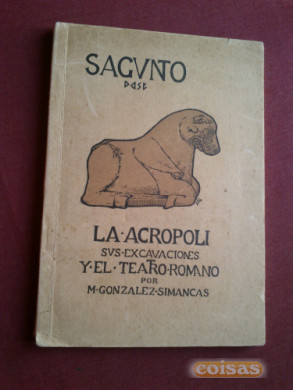 SAGVNTO
LA·ACROPOLI
SVS·EXCAVACIONES
Y·EL·TEATRO·ROMANO
POR
M·GONZALEZ·SIMANCAS
coisas